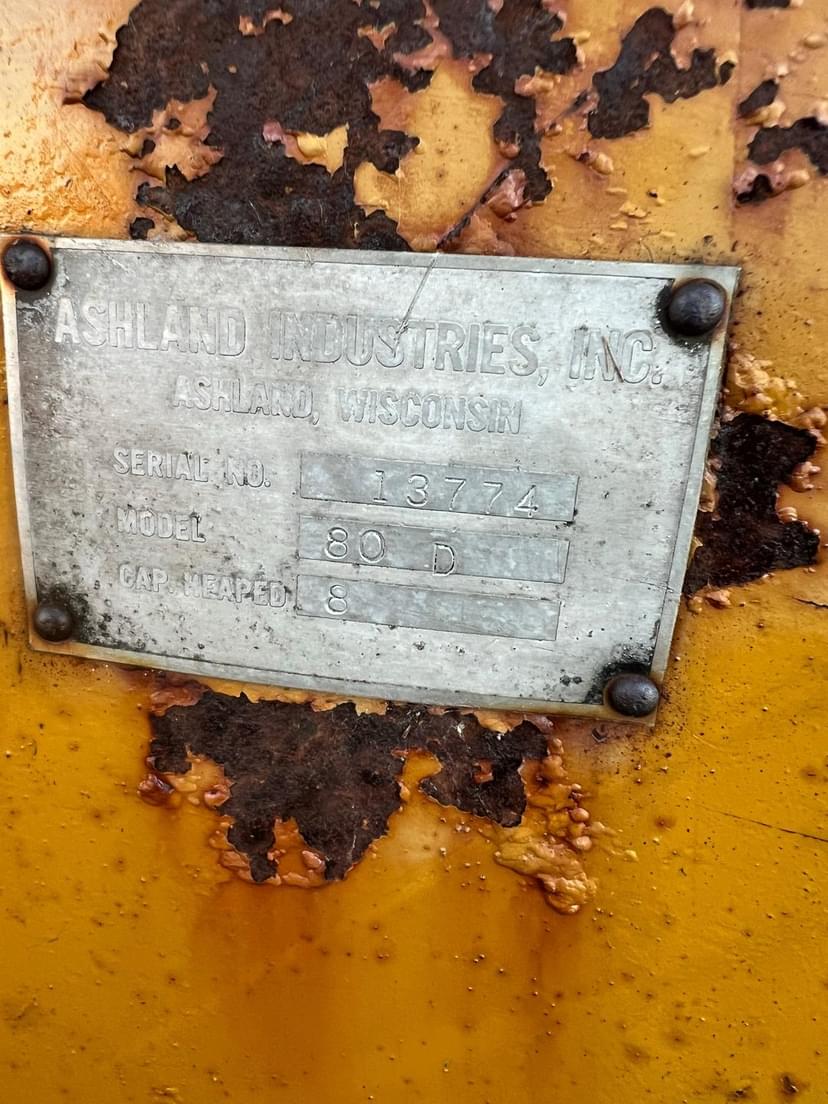 ASHLAND INDUSTRIES, INC.
ASHLAND, WISCONSIN
SERIAL NO. 13774
MODEL 80 D
CAP. HEAPED 8